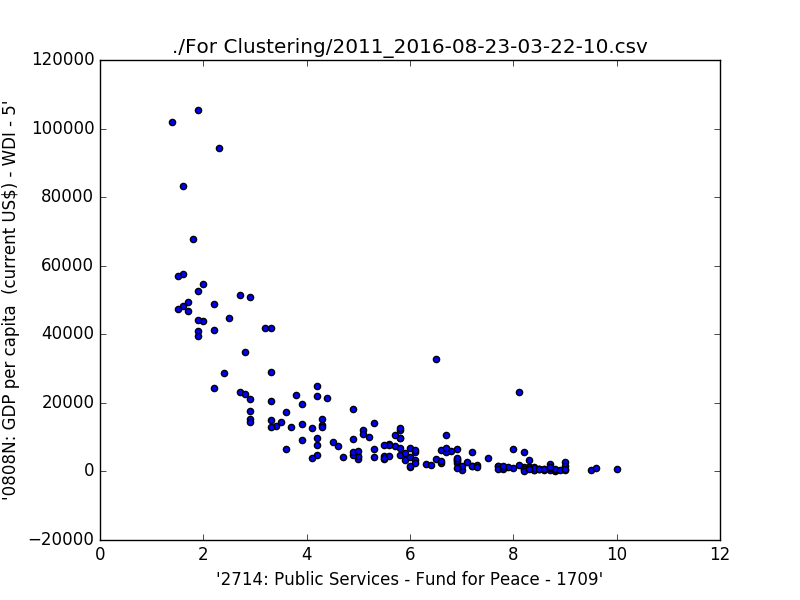 ./For Clustering/2011_2016-08-23-03-22-10.csv
'0808N: GDP per capita  (current US$) - WDI - 5'
120000
100000
80000
60000
40000
20000
0
−20000
0 2 4 6 8 10 12
'2714: Public Services - Fund for Peace - 1709'